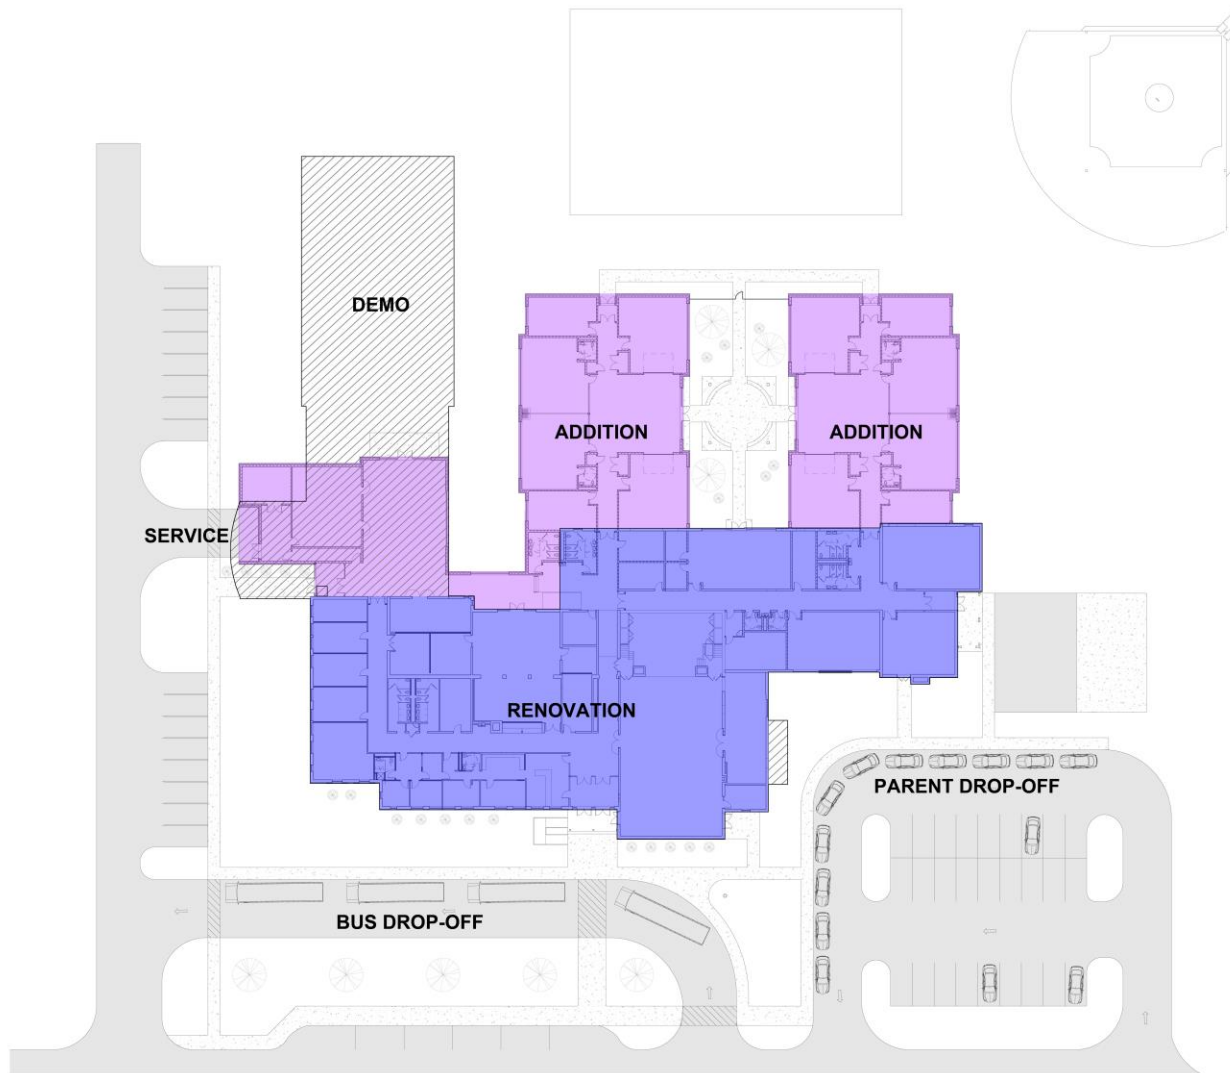 DEMO
ADDITION
ADDITION
SERVICE
RENOVATION
PARENT DROP-OFF
BUS DROP-OFF